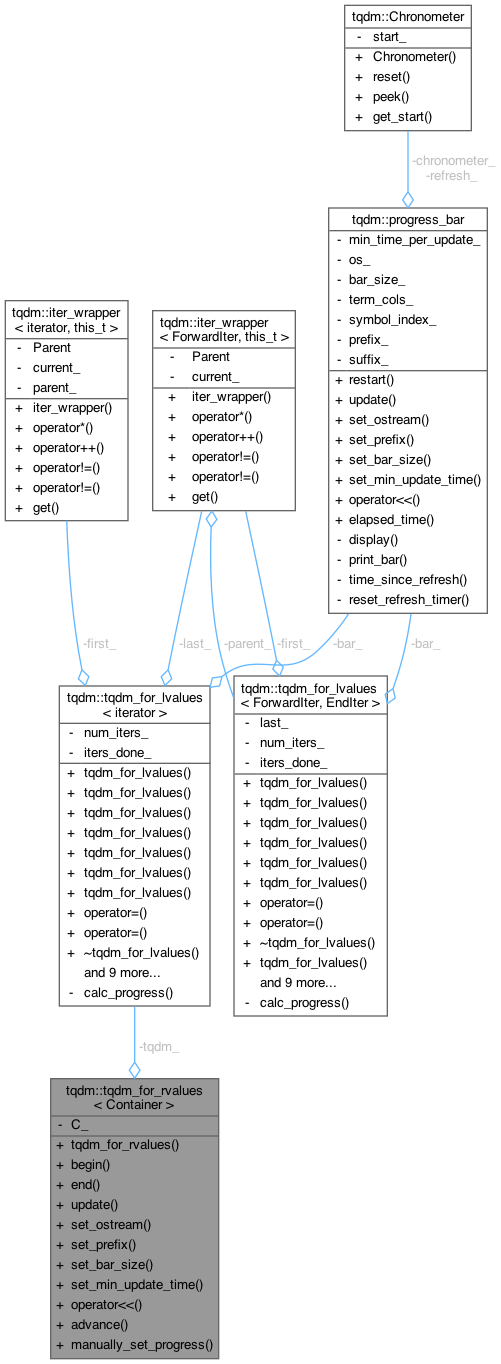 tqdm::Chronometer
- start_
+ Chronometer()
+ reset()
+ peek()
+ get_start()
-chronometer_
-refresh_
tqdm::progress_bar
- min_time_per_update_
- os_
- bar_size_
- term_cols_
- symbol_index_
- prefix_
- suffix_
+ restart()
+ update()
+ set_ostream()
+ set_prefix()
+ set_bar_size()
+ set_min_update_time()
+ operator<<()
+ elapsed_time()
- display()
- print_bar()
- time_since_refresh()
- reset_refresh_timer()
tqdm::iter_wrapper
< iterator, this_t >
- Parent
- current_
- parent_
+ iter_wrapper()
+ operator*()
+ operator++()
+ operator!=()
+ operator!=()
+ get()
tqdm::iter_wrapper
< ForwardIter, this_t >
- Parent
- current_
+ iter_wrapper()
+ operator*()
+ operator++()
+ operator!=()
+ operator!=()
+ get()
-first_
-last_
-parent_
-first_
-bar_
-bar_
tqdm::tqdm_for_lvalues
< iterator >
- num_iters_
- iters_done_
+ tqdm_for_lvalues()
+ tqdm_for_lvalues()
+ tqdm_for_lvalues()
+ tqdm_for_lvalues()
+ tqdm_for_lvalues()
+ tqdm_for_lvalues()
+ tqdm_for_lvalues()
+ operator=()
+ operator=()
+ ~tqdm_for_lvalues()
and 9 more...
- calc_progress()
tqdm::tqdm_for_lvalues
< ForwardIter, EndIter >
- last_
- num_iters_
- iters_done_
+ tqdm_for_lvalues()
+ tqdm_for_lvalues()
+ tqdm_for_lvalues()
+ tqdm_for_lvalues()
+ tqdm_for_lvalues()
+ tqdm_for_lvalues()
+ operator=()
+ operator=()
+ ~tqdm_for_lvalues()
+ tqdm_for_lvalues()
and 9 more...
- calc_progress()
-tqdm_
tqdm::tqdm_for_rvalues
< Container >
- C_
+ tqdm_for_rvalues()
+ begin()
+ end()
+ update()
+ set_ostream()
+ set_prefix()
+ set_bar_size()
+ set_min_update_time()
+ operator<<()
+ advance()
+ manually_set_progress()